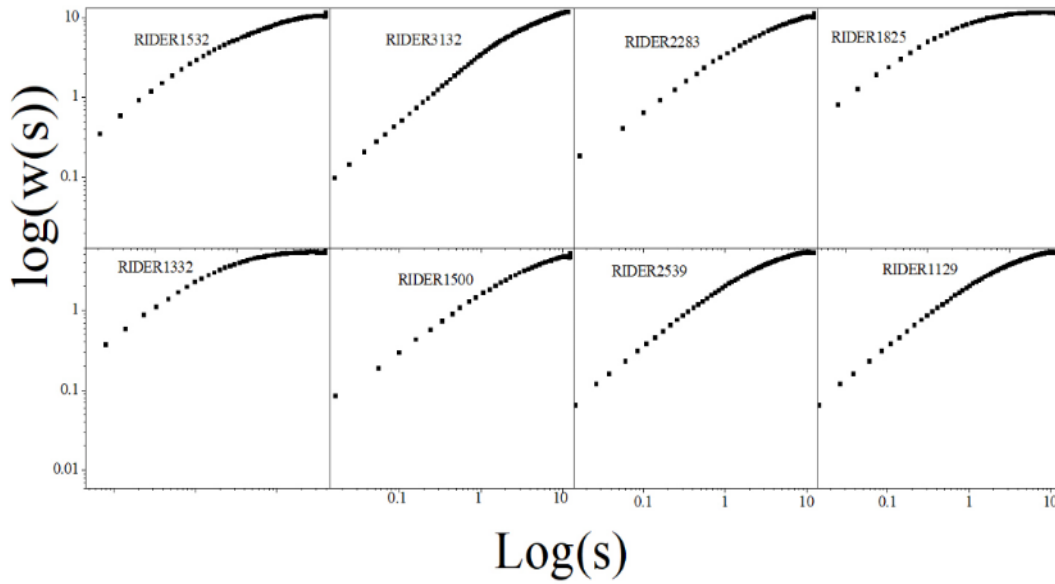 log(w(s))
10
1
0.1
RIDER1532
RIDER3132
RIDER2283
RIDER1825
1
0.1
0.01
RIDER1332
RIDER1500
RIDER2539
RIDER1129
0.1 1 10 0.1 1 10 0.1 1 10
Log(s)